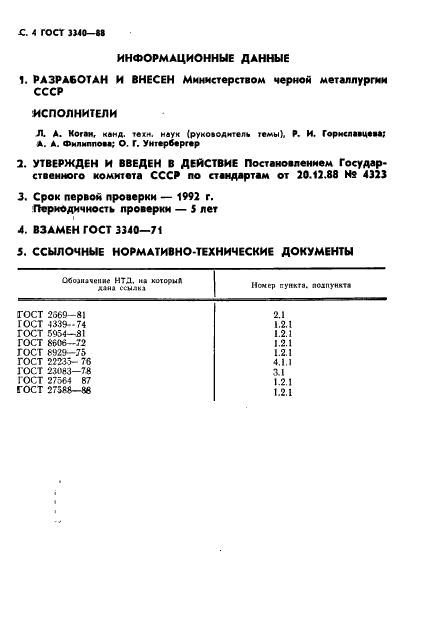 С. 4 ГОСТ 3340—88
ИНФОРМАЦИОННЫЕ ДАННЫЕ
1. РАЗРАБОТАН И ВНЕСЕН Министерством черной металлургии
СССР
ИСПОЛНИТЕЛИ
Л. А. Коган, канд. техн. наук (руководитель темы), Р. И. Гориславцева;
А. А. Филиппова; О. Г. Унтербергер
2. УТВЕРЖДЕН И ВВЕДЕН В ДЕЙСТВИЕ Постановлением Государ-
ственного комитета СССР по стандартам от 20.12.88 № 4323
3. Срок первой проверки — 1992 г.
Периодичность проверки — 5 лет
4. ВЗАМЕН ГОСТ 3340—71
5. ССЫЛОЧНЫЕ НОРМАТИВНО-ТЕХНИЧЕСКИЕ ДОКУМЕНТЫ
Обозначение НТД, на который
дана ссылка
Номер пункта, подпункта
ГОСТ 2669—81 2.1
ГОСТ 4339—74 1.2.1
ГОСТ 5954—81 1.2.1
ГОСТ 8606—72 1.2.1
ГОСТ 8929—75 1.2.1
ГОСТ 22235—76 4.1.1
ГОСТ 23083—78 3.1
ГОСТ 27564 87 1.2.1
ГОСТ 27588—88 1.2.1